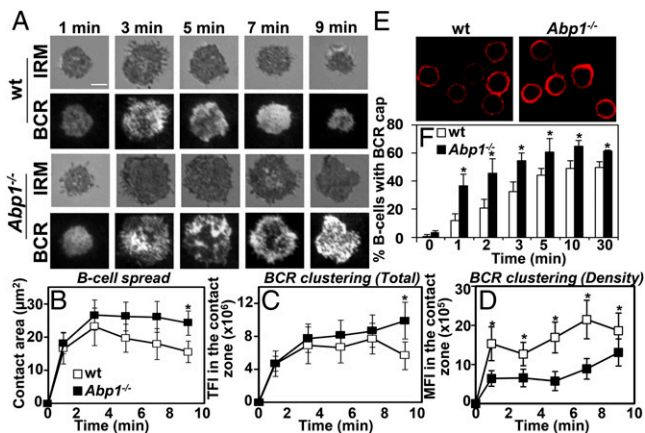 A
1 min 3 min 5 min 7 min 9 min
wt
IRM
BCR
Abp1-/-
IRM
BCR
E
wt Abp1-/-
F
wt
Abp1-/-
% B-cells with BCR cap
80
60
40
20
0
* * * * * *
0 1 2 3 5 10 30
Time (min)
B
B-cell spread
Contact area (μm²)
30
20
10
0
*
wt
Abp1-/-
0 2 4 6 8 10
Time (min)
C
BCR clustering (Total)
TFI in the contact
zone (x10⁶)
15
10
5
0
*
0 2 4 6 8 10
Time (min)
D
BCR clustering (Density)
MFI in the contact
zone (x10⁵)
30
20
10
0
* * * *
0 2 4 6 8 10
Time (min)